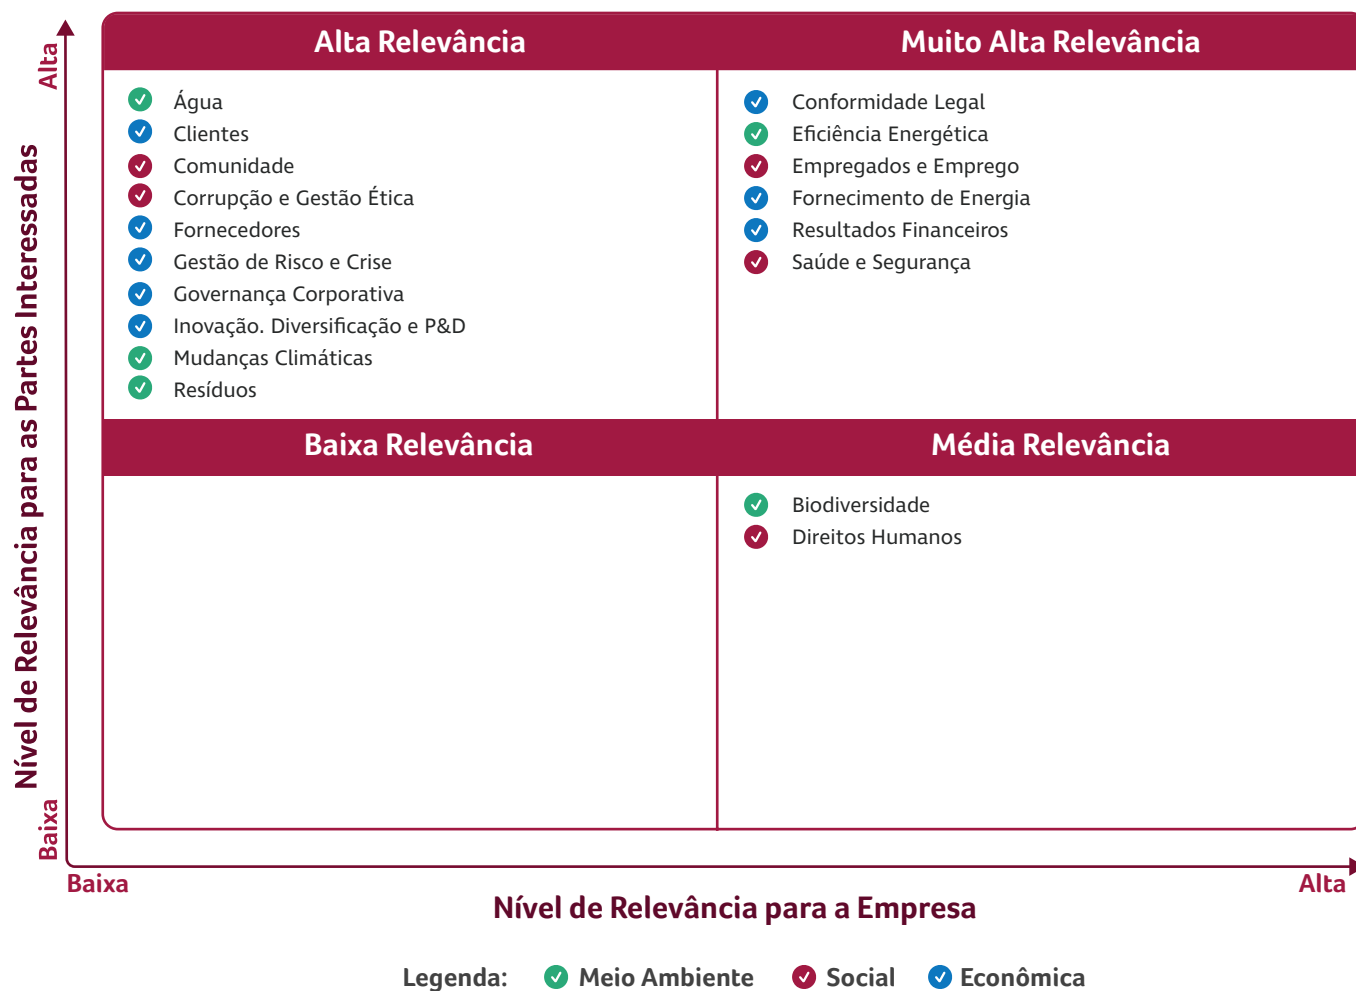 Alta Relevância
Muito Alta Relevância
Alta
Nível de Relevância para as Partes Interessadas
Baixa
Água
Clientes
Comunidade
Corrupção e Gestão Ética
Fornecedores
Gestão de Risco e Crise
Governança Corporativa
Inovação. Diversificação e P&D
Mudanças Climáticas
Resíduos
Conformidade Legal
Eficiência Energética
Empregados e Emprego
Fornecimento de Energia
Resultados Financeiros
Saúde e Segurança
Baixa Relevância
Média Relevância
Biodiversidade
Direitos Humanos
Baixa
Alta
Nível de Relevância para a Empresa
Legenda: Meio Ambiente Social Econômica